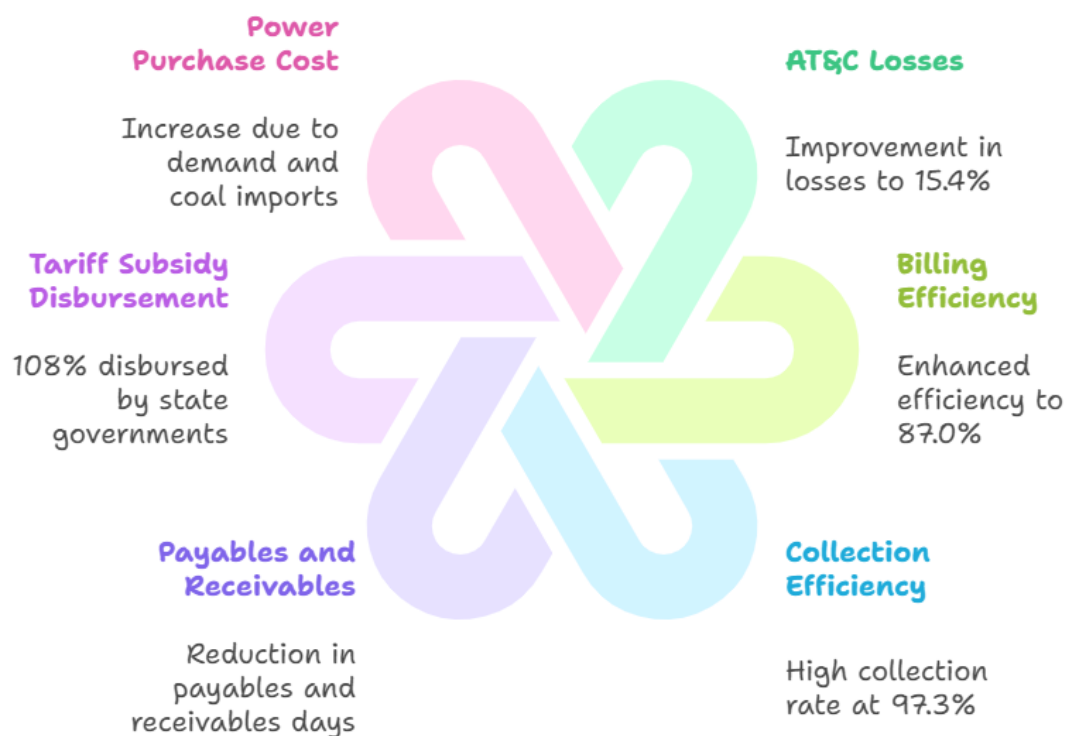 Power
Purchase Cost
Increase due to
demand and
coal imports
AT&C Losses
Improvement in
losses to 15.4%
Tariff Subsidy
Disbursement
108% disbursed
by state
governments
Billing
Efficiency
Enhanced
efficiency to
87.0%
Payables and
Receivables
Reduction in
payables and
receivables days
Collection
Efficiency
High collection
rate at 97.3%